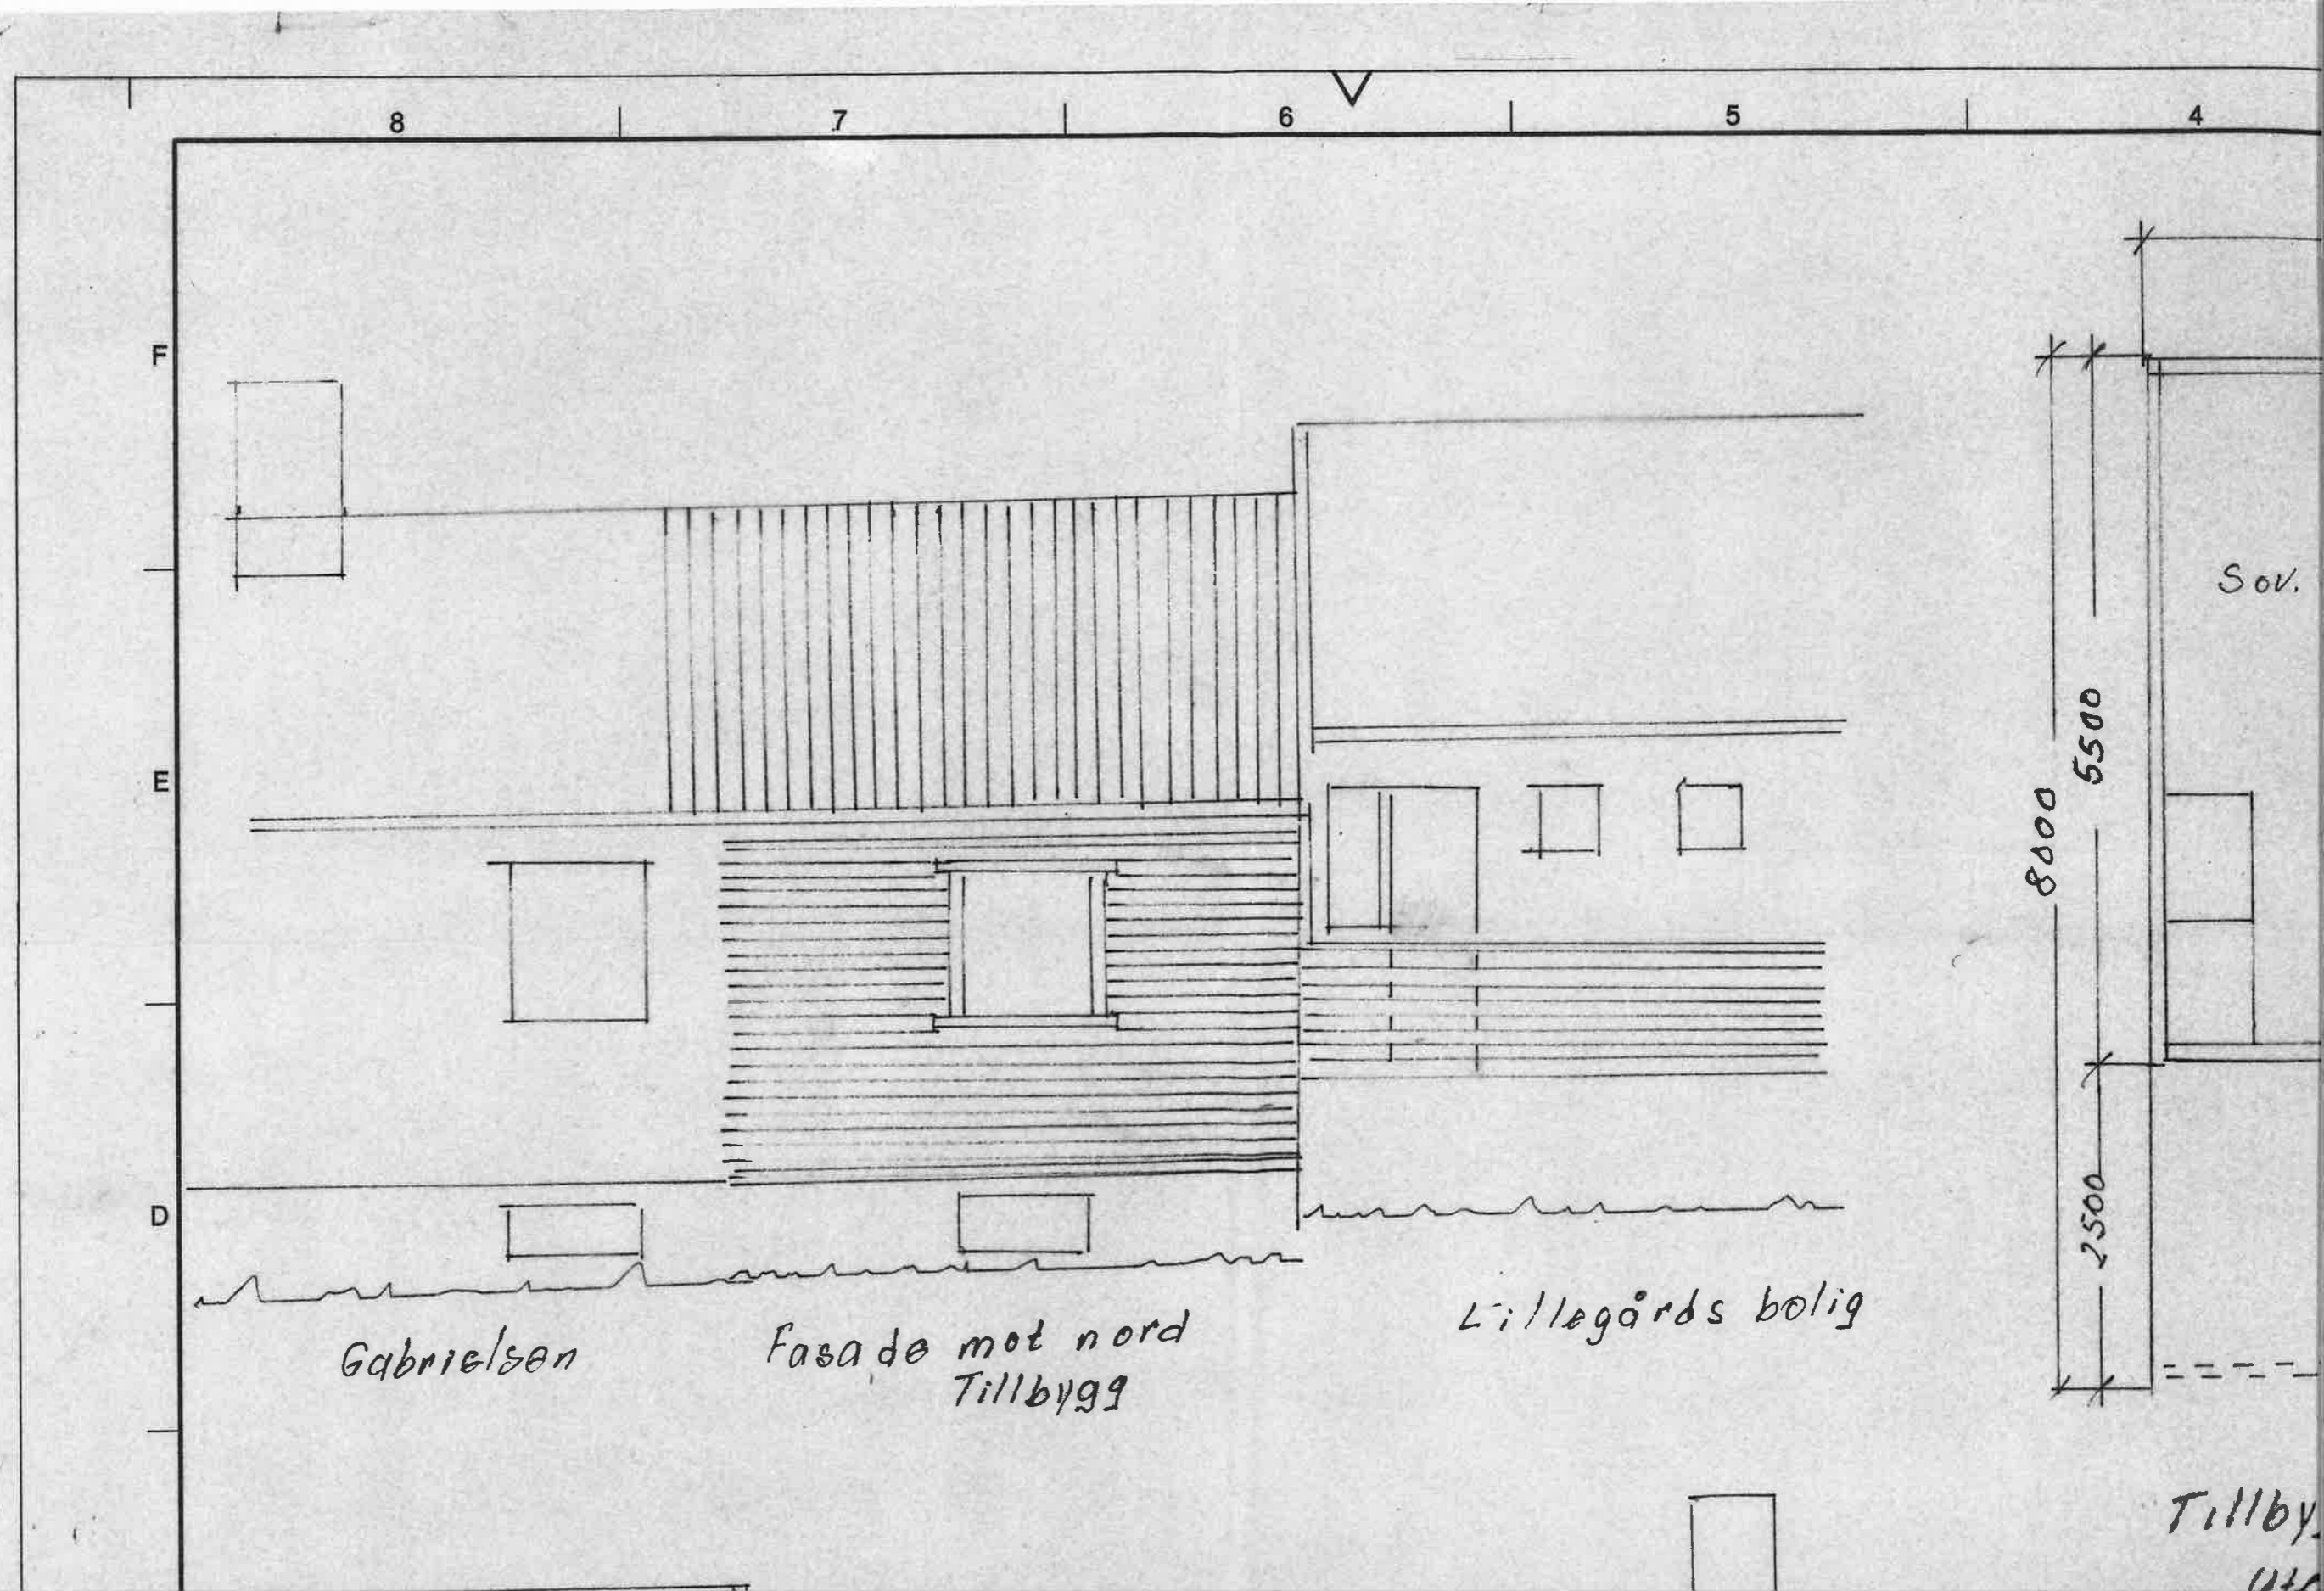 8 7 6 5 4
F
E
D
Sov.
5500
8000
2500
Gabrielsen
Fasade mot nord
Tillbygg
Lillegårds bolig
Tillby